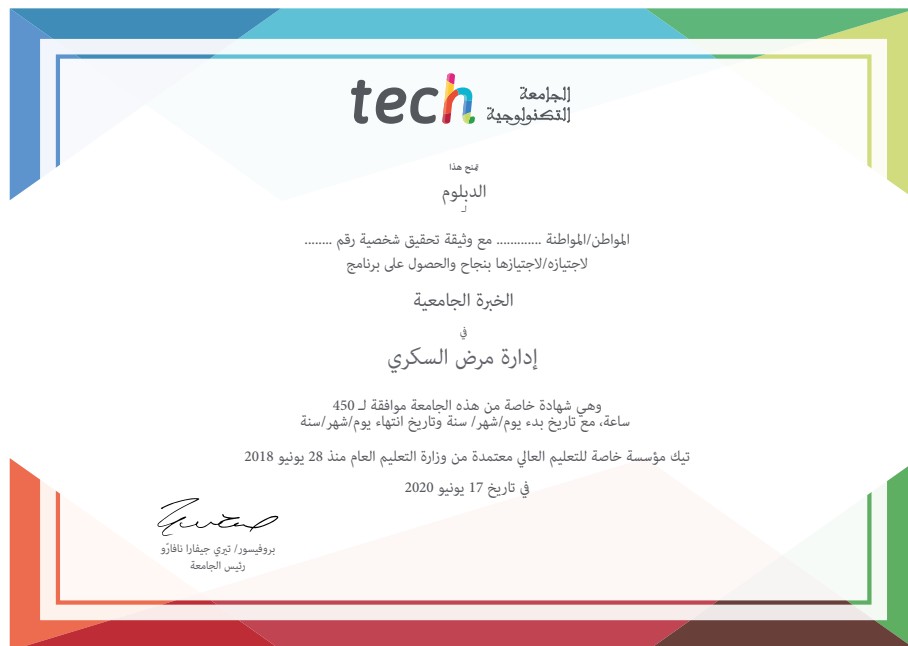 tech الجامعة
التكنولوجية
تمنح هذا
الدبلوم
لـ
المواطن/المواطنة ............ مع وثيقة تحقيق شخصية رقم ........
لاجتيازه/لاجتيازها بنجاح والحصول على برنامج
الخبرة الجامعية
في
إدارة مرض السكري
وهي شهادة خاصة من هذه الجامعة موافقة لـ 450
ساعة، مع تاريخ بدء يوم/شهر/ سنة وتاريخ انتهاء يوم/شهر/سنة
تيك مؤسسة خاصة للتعليم العالي معتمدة من وزارة التعليم العام منذ 28 يونيو 2018
في تاريخ 17 يونيو 2020
بروفيسور/ تيري جيفارا نافارّو
رئيس الجامعة